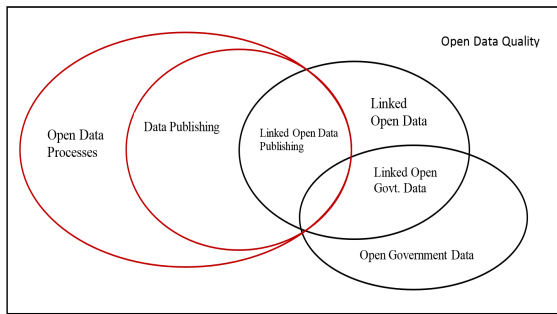 Open Data Quality
Open Data
Processes
Data Publishing
Linked Open Data
Publishing
Linked
Open Data
Linked Open
Govt. Data
Open Government Data